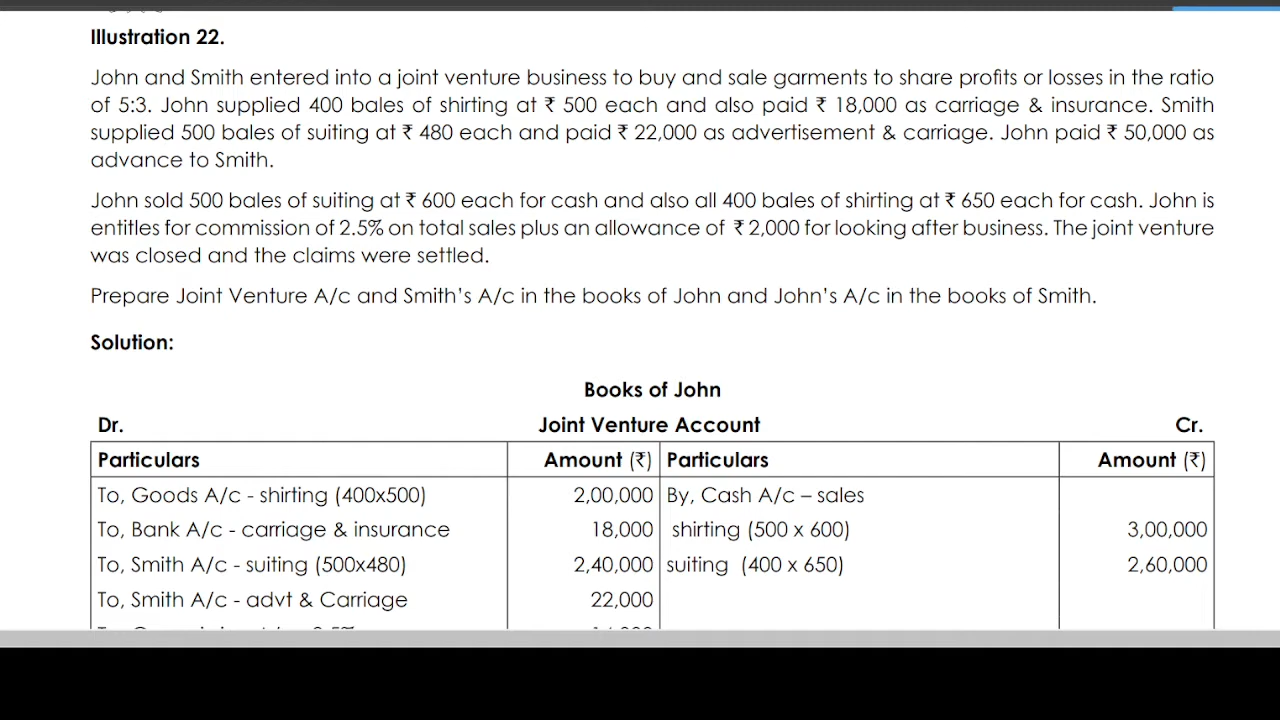 Illustration 22.
John and Smith entered into a joint venture business to buy and sale garments to share profits or losses in the ratio
of 5:3. John supplied 400 bales of shirting at ₹ 500 each and also paid ₹ 18,000 as carriage & insurance. Smith
supplied 500 bales of suiting at ₹ 480 each and paid ₹ 22,000 as advertisement & carriage. John paid ₹ 50,000 as
advance to Smith.
John sold 500 bales of suiting at ₹ 600 each for cash and also all 400 bales of shirting at ₹ 650 each for cash. John is
entitles for commission of 2.5% on total sales plus an allowance of ₹ 2,000 for looking after business. The joint venture
was closed and the claims were settled.
Prepare Joint Venture A/c and Smith's A/c in the books of John and John's A/c in the books of Smith.
Solution:
Books of John
Dr. Joint Venture Account Cr.
Particulars Amount (₹) Particulars Amount (₹)
To, Goods A/c - shirting (400x500) 2,00,000 By, Cash A/c – sales
To, Bank A/c - carriage & insurance 18,000 shirting (500 x 600) 3,00,000
To, Smith A/c - suiting (500x480) 2,40,000 suiting (400 x 650) 2,60,000
To, Smith A/c - advt & Carriage 22,000